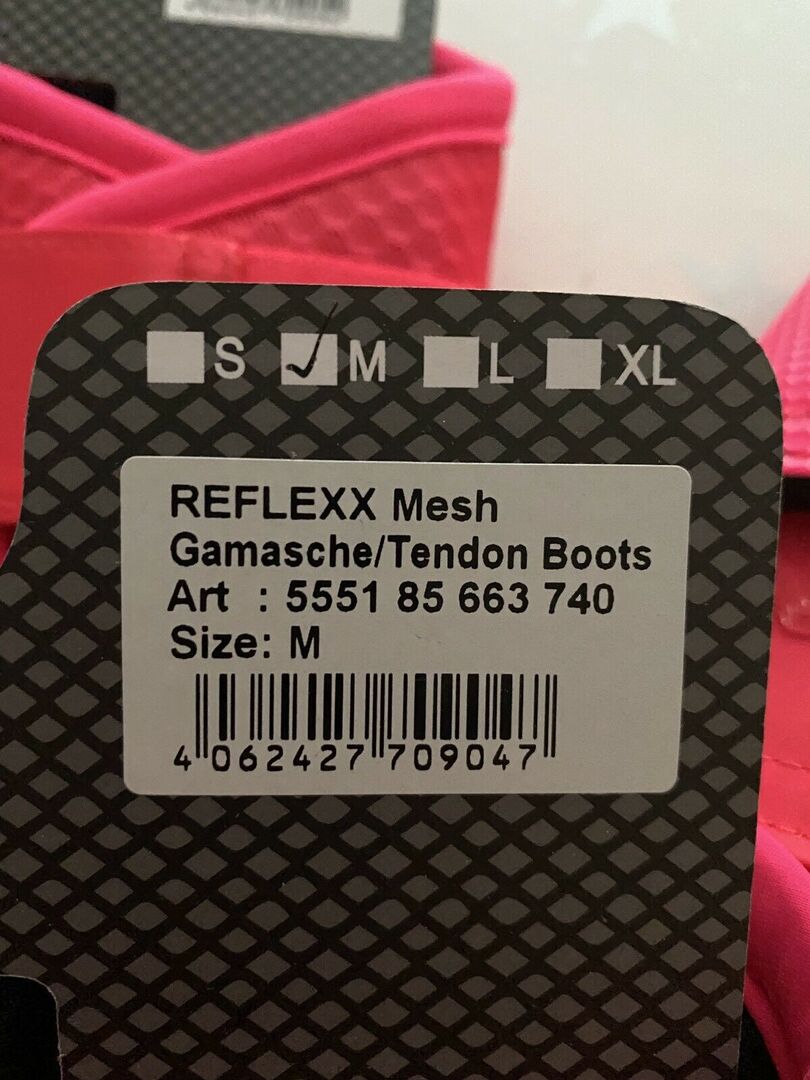 S M L XL
REFLEXX Mesh
Gamasche/Tendon Boots
Art : 5551 85 663 740
Size: M
4 062427 709047